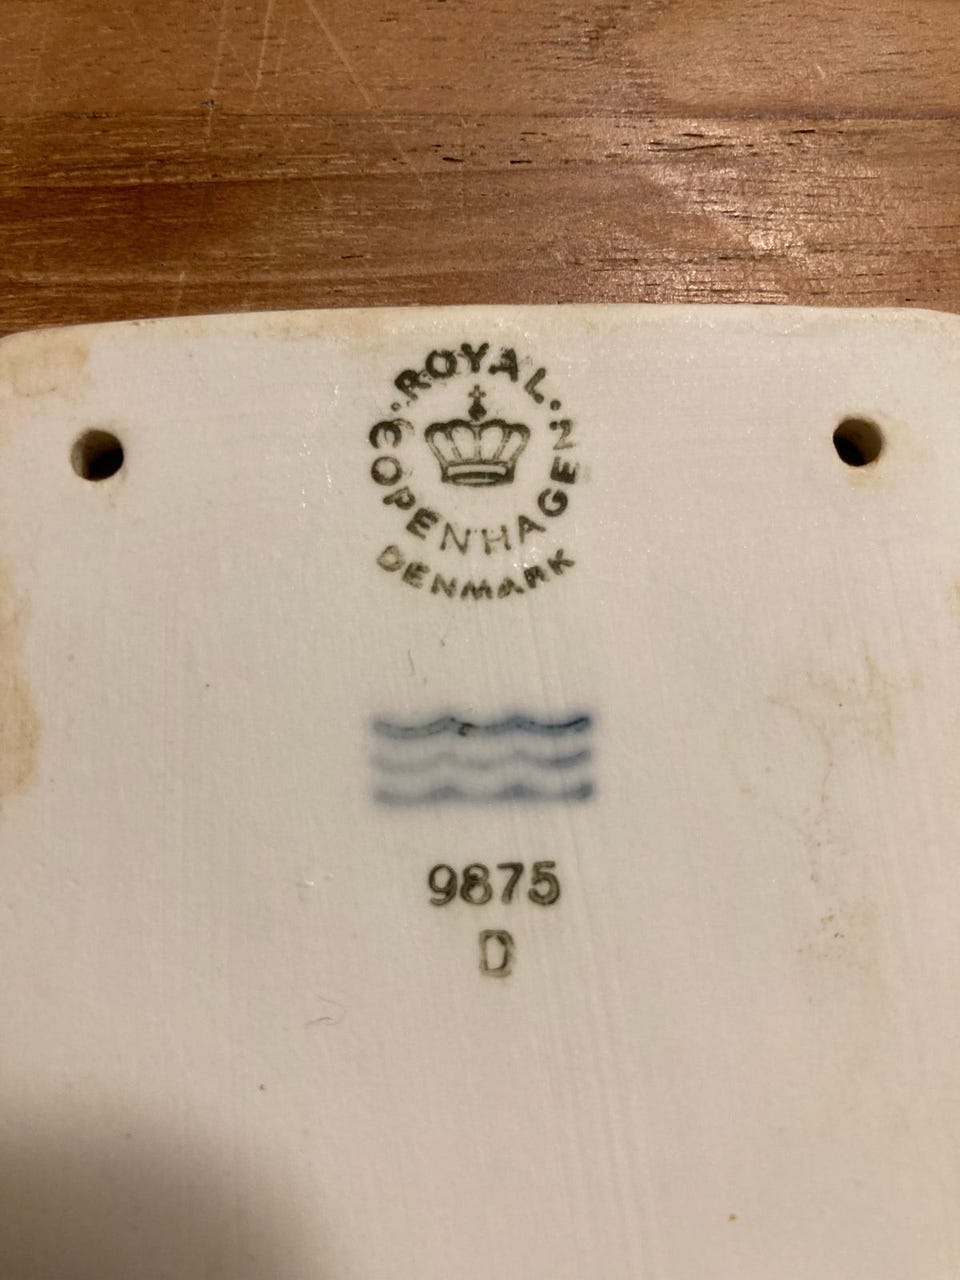 ROYAL
COPENHAGEN
DENMARK
9875
D